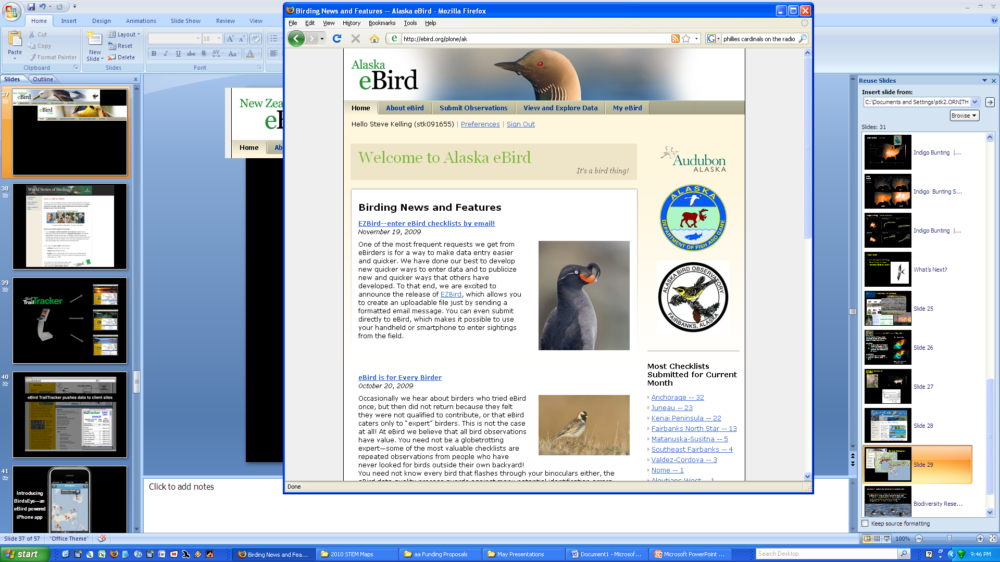 Home
Insert
Design
Animations
Slide Show
Review
View
Paste
Cut
Copy
Format Painter
Clipboard
New Slide
Layout
Reset
Delete
Slides
18
Font
Slides
Outline
37
New Zealand eBird
eBird
38
World Series of Birding
Give a Gift to eBird
39
TrailTracker
40
eBird TrailTracker pushes data to client sites
41
Introducing
BirdsEye—an
eBird powered
iPhone app
New Zea
eB
Home
Ab
Click to add notes
Birding News and Features — Alaska eBird - Mozilla Firefox
File Edit View History Bookmarks Tools Help
http://ebird.org/plone/ak
phillies cardinals on the radio
Alaska
eBird
Home
About eBird
Submit Observations
View and Explore Data
My eBird
Hello Steve Kelling (stk091655) | Preferences | Sign Out
Welcome to Alaska eBird
It's a bird thing!
Birding News and Features
EZBird--enter eBird checklists by email!
November 19, 2009
One of the most frequent requests we get from
eBirders is for a way to make data entry easier
and quicker. We have done our best to develop
new quicker ways to enter data and to publicize
new and quicker ways that others have
developed. To that end, we are excited to
announce the release of EZBird, which allows you
to create an uploadable file just by sending a
formatted email message. You can even submit
directly to eBird, which makes it possible to use
your handheld or smartphone to enter sightings
from the field.
eBird is for Every Birder
October 20, 2009
Occasionally we hear about birders who tried eBird
once, but then did not return because they felt
they were not qualified to contribute, or that eBird
caters only to “expert” birders. This is not the case
at all! At eBird we believe that all bird observations
have value. You need not be a globetrotting
expert—some of the most valuable checklists are
repeated observations from people who have
never looked for birds outside their own backyard!
You need not know every bird that flashes through your binoculars either, the
Audubon
ALASKA
ALASKA
DEPARTMENT OF FISH AND GAME
ALASKA BIRD OBSERVATORY
FAIRBANKS, ALASKA
Most Checklists
Submitted for Current
Month
Anchorage -- 32
Juneau -- 23
Kenai Peninsula -- 22
Fairbanks North Star -- 13
Matanuska-Susitna -- 5
Southeast Fairbanks -- 4
Valdez-Cordova -- 3
Nome -- 1
Aleutians West -- 1
Done
Reuse Slides
Insert slide from:
C:\Documents and Settings\stk2.ORNITH
Browse
Slides: 31
Indigo Bunting |...
Indigo Bunting S...
Indigo Bunting |...
What's Next?
Slide 25
Slide 26
Slide 27
Slide 28
Slide 29
Biodiversity Rese...
Keep source formatting
Slide 37 of 57
"Office Theme"
100%
start
Birding News and Fea...
2010 STEM Maps
aa Funding Proposals
May Presentations
Document1 - Microsof...
Microsoft PowerPoint ...
Search Desktop
9:46 PM